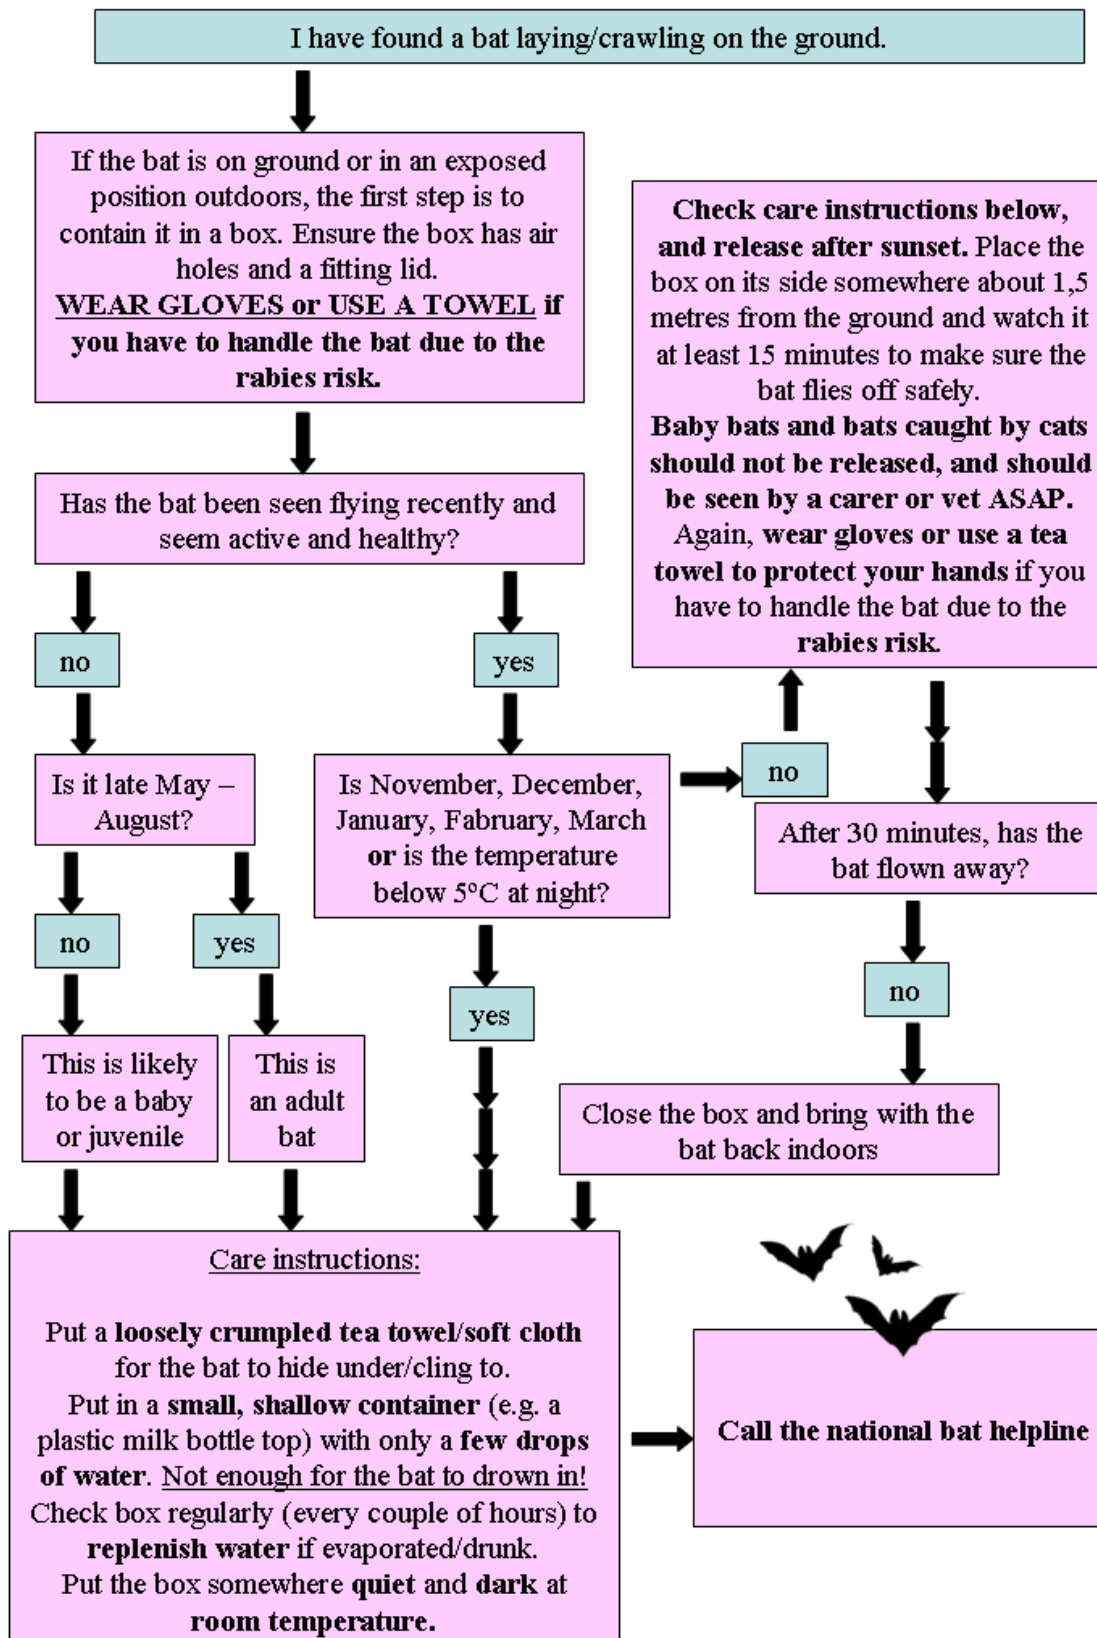 I have found a bat laying/crawling on the ground.
If the bat is on ground or in an exposed
position outdoors, the first step is to
contain it in a box. Ensure the box has air
holes and a fitting lid.
WEAR GLOVES or USE A TOWEL if
you have to handle the bat due to the
rabies risk.
Check care instructions below,
and release after sunset. Place the
box on its side somewhere about 1,5
metres from the ground and watch it
at least 15 minutes to make sure the
bat flies off safely.
Baby bats and bats caught by cats
should not be released, and should
be seen by a carer or vet ASAP.
Again, wear gloves or use a tea
towel to protect your hands if you
have to handle the bat due to the
rabies risk.
Has the bat been seen flying recently and
seem active and healthy?
no
yes
Is it late May –
August?
Is November, December,
January, Fabruary, March
or is the temperature
below 5°C at night?
no
After 30 minutes, has the
bat flown away?
no
yes
yes
no
This is likely
to be a baby
or juvenile
This is
an adult
bat
Close the box and bring with the
bat back indoors
Care instructions:
Put a loosely crumpled tea towel/soft cloth
for the bat to hide under/cling to.
Put in a small, shallow container (e.g. a
plastic milk bottle top) with only a few drops
of water. Not enough for the bat to drown in!
Check box regularly (every couple of hours) to
replenish water if evaporated/drunk.
Put the box somewhere quiet and dark at
room temperature.
Call the national bat helpline